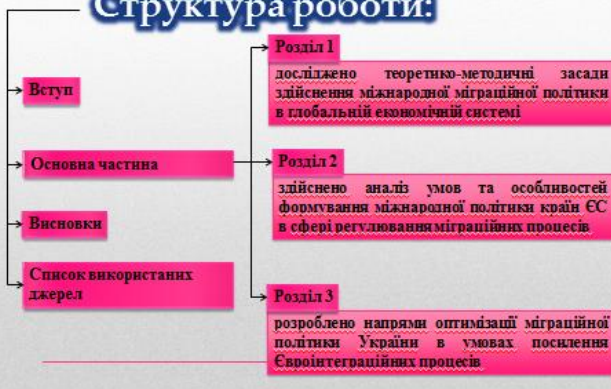 Структура роботи:
Вступ
Основна частина
Висновки
Список використаних
джерел
Розділ 1
досліджено теоретико-методичні засади
здійснення міжнародної міграційної політики
в глобальній економічній системі
Розділ 2
здійснено аналіз умов та особливостей
формування міжнародної політики країн ЄС
в сфері регулювання міграційних процесів
Розділ 3
розроблено напрями оптимізації міграційної
політики України в умовах посилення
Євроінтеграційних процесів